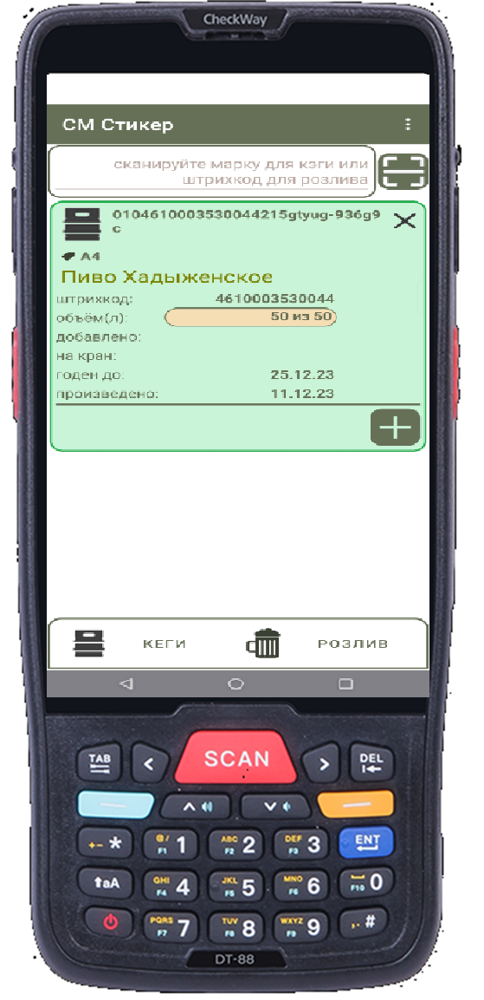 CheckWay
СМ Стикер
сканируйте марку для кэги или
штрихкод для розлива
0104610003530044215gtyug-936g9
c
А4
Пиво Хадыженское
штрихкод: 4610003530044
объём(л): 50 из 50
добавлено:
на кран:
годен до: 25.12.23
произведено: 11.12.23
КЕГИ РОЗЛИВ
TAB < SCAN > DEL
+- * @/ F1 1 ABC F2 2 DEF F3 3 ENT
aA GHI F4 4 JKL F5 5 MNO F6 6 F10 0
PQRS F7 7 TUV F8 8 WXYZ F9 9 ,. #
DT-88